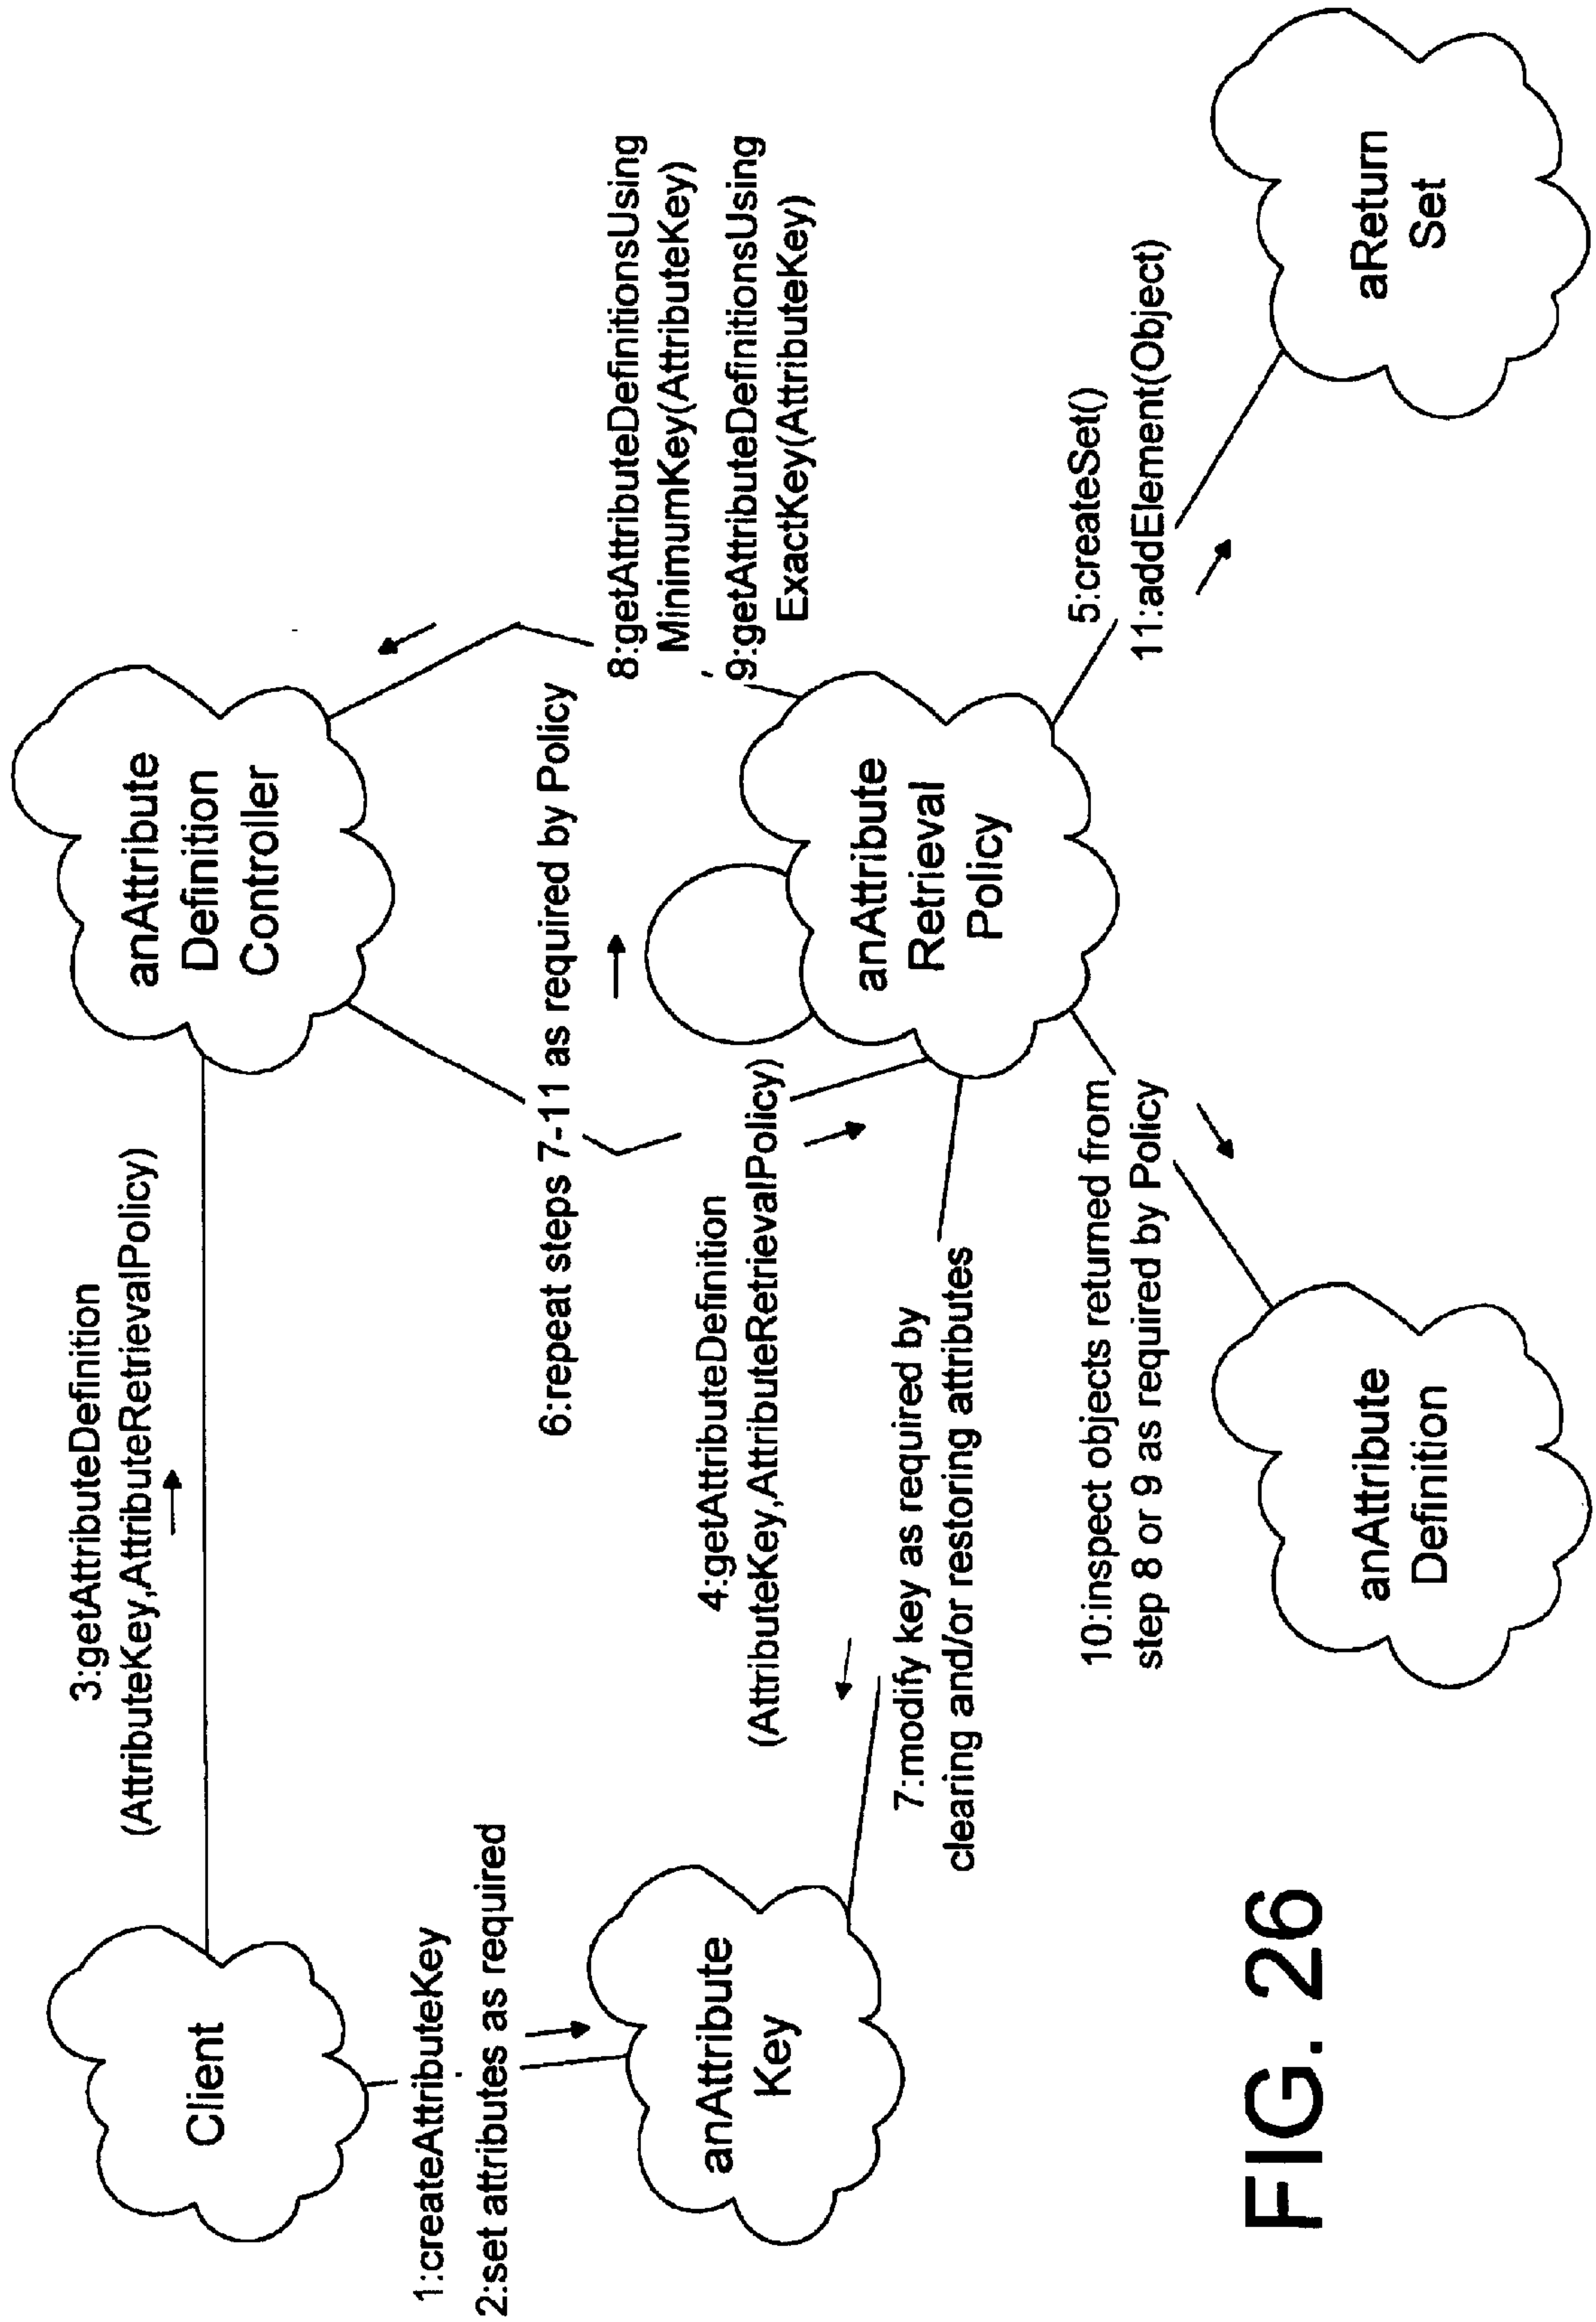 Client
3:getAttributeDefinition
(AttributeKey,AttributeRetrievalPolicy)
anAttribute
Definition
Controller
1:createAttributeKey
2:set attributes as required
6:repeat steps 7-11 as required by Policy
8:getAttributeDefinitionsUsing
MinimumKey(AttributeKey)
9:getAttributeDefinitionsUsing
ExactKey(AttributeKey)
4:getAttributeDefinition
(AttributeKey,AttributeRetrievalPolicy)
anAttribute
Key
anAttribute
Retrieval
Policy
7:modify key as required by
clearing and/or restoring attributes
10:inspect objects returned from
step 8 or 9 as required by Policy
5:createSet()
11:addElement(Object)
anAttribute
Definition
aReturn
Set
FIG. 26